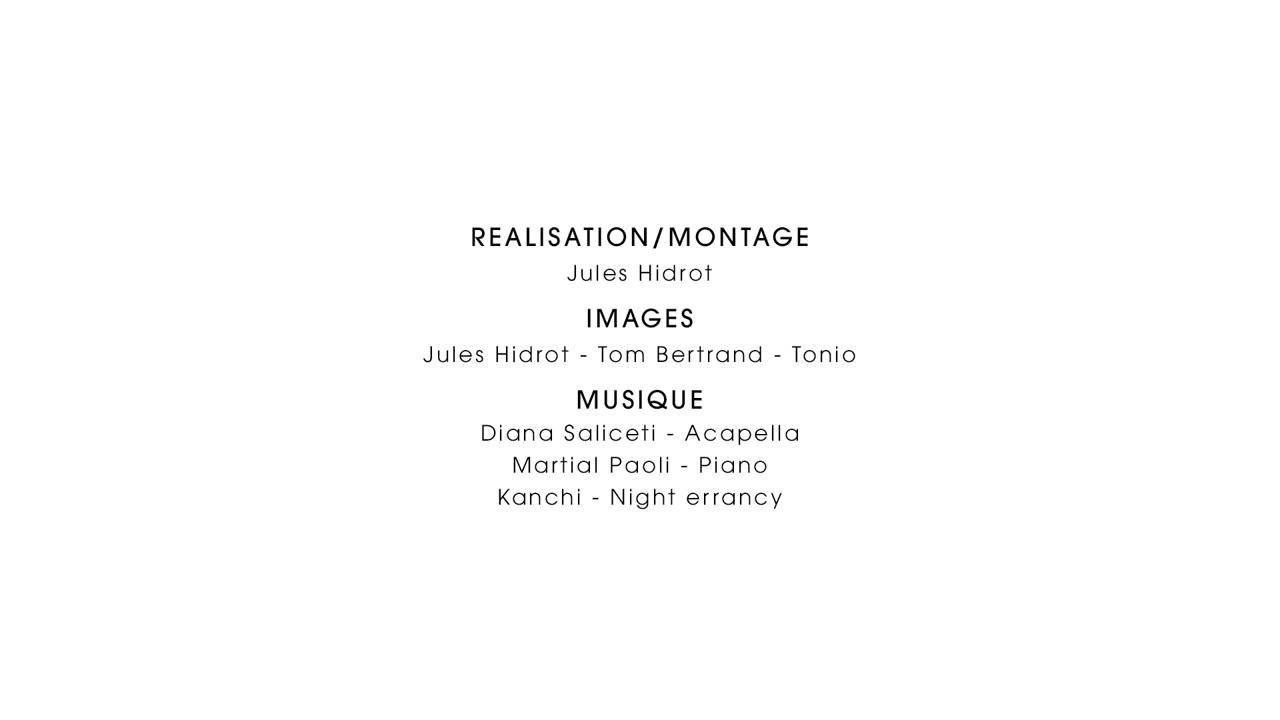 REALISATION/MONTAGE
Jules Hidrot
IMAGES
Jules Hidrot - Tom Bertrand - Tonio
MUSIQUE
Diana Saliceti - Acapella
Martial Paoli - Piano
Kanchi - Night errancy